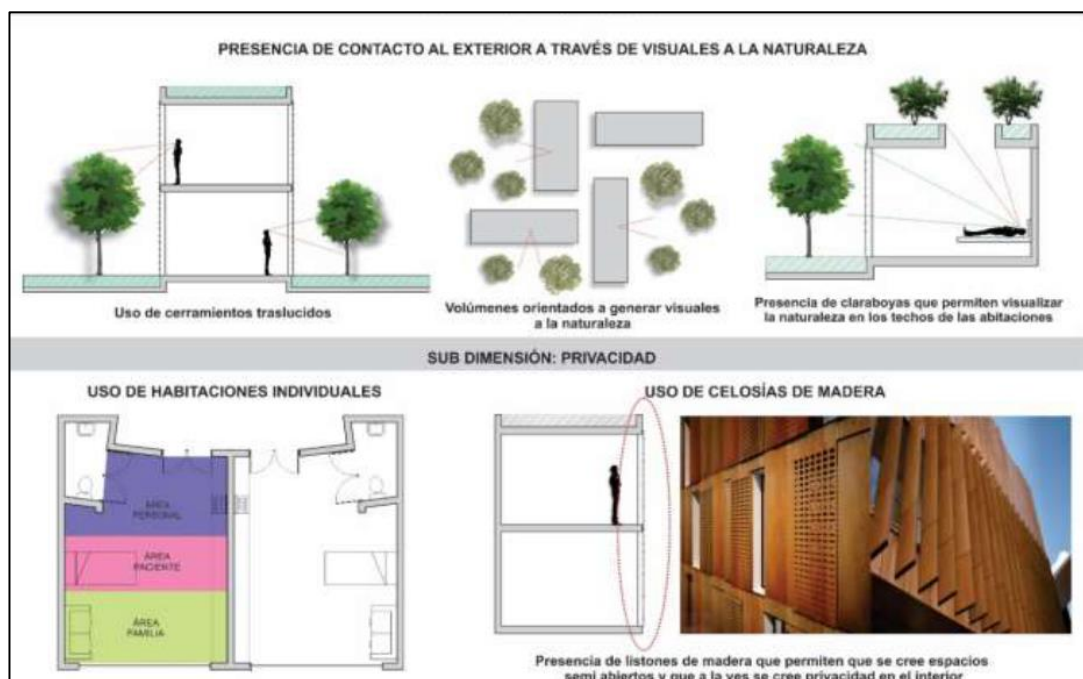 PRESENCIA DE CONTACTO AL EXTERIOR A TRAVÉS DE VISUALES A LA NATURALEZA
Uso de cerramientos traslucidos
Volúmenes orientados a generar visuales
a la naturaleza
Presencia de claraboyas que permiten visualizar
la naturaleza en los techos de las abitaciones
SUB DIMENSIÓN: PRIVACIDAD
USO DE HABITACIONES INDIVIDUALES
ÁREA
PERSONAL
ÁREA
PACIENTE
ÁREA
FAMILIA
USO DE CELOSÍAS DE MADERA
Presencia de listones de madera que permiten que se cree espacios
semi abiertos y que a la ves se cree privacidad en el interior